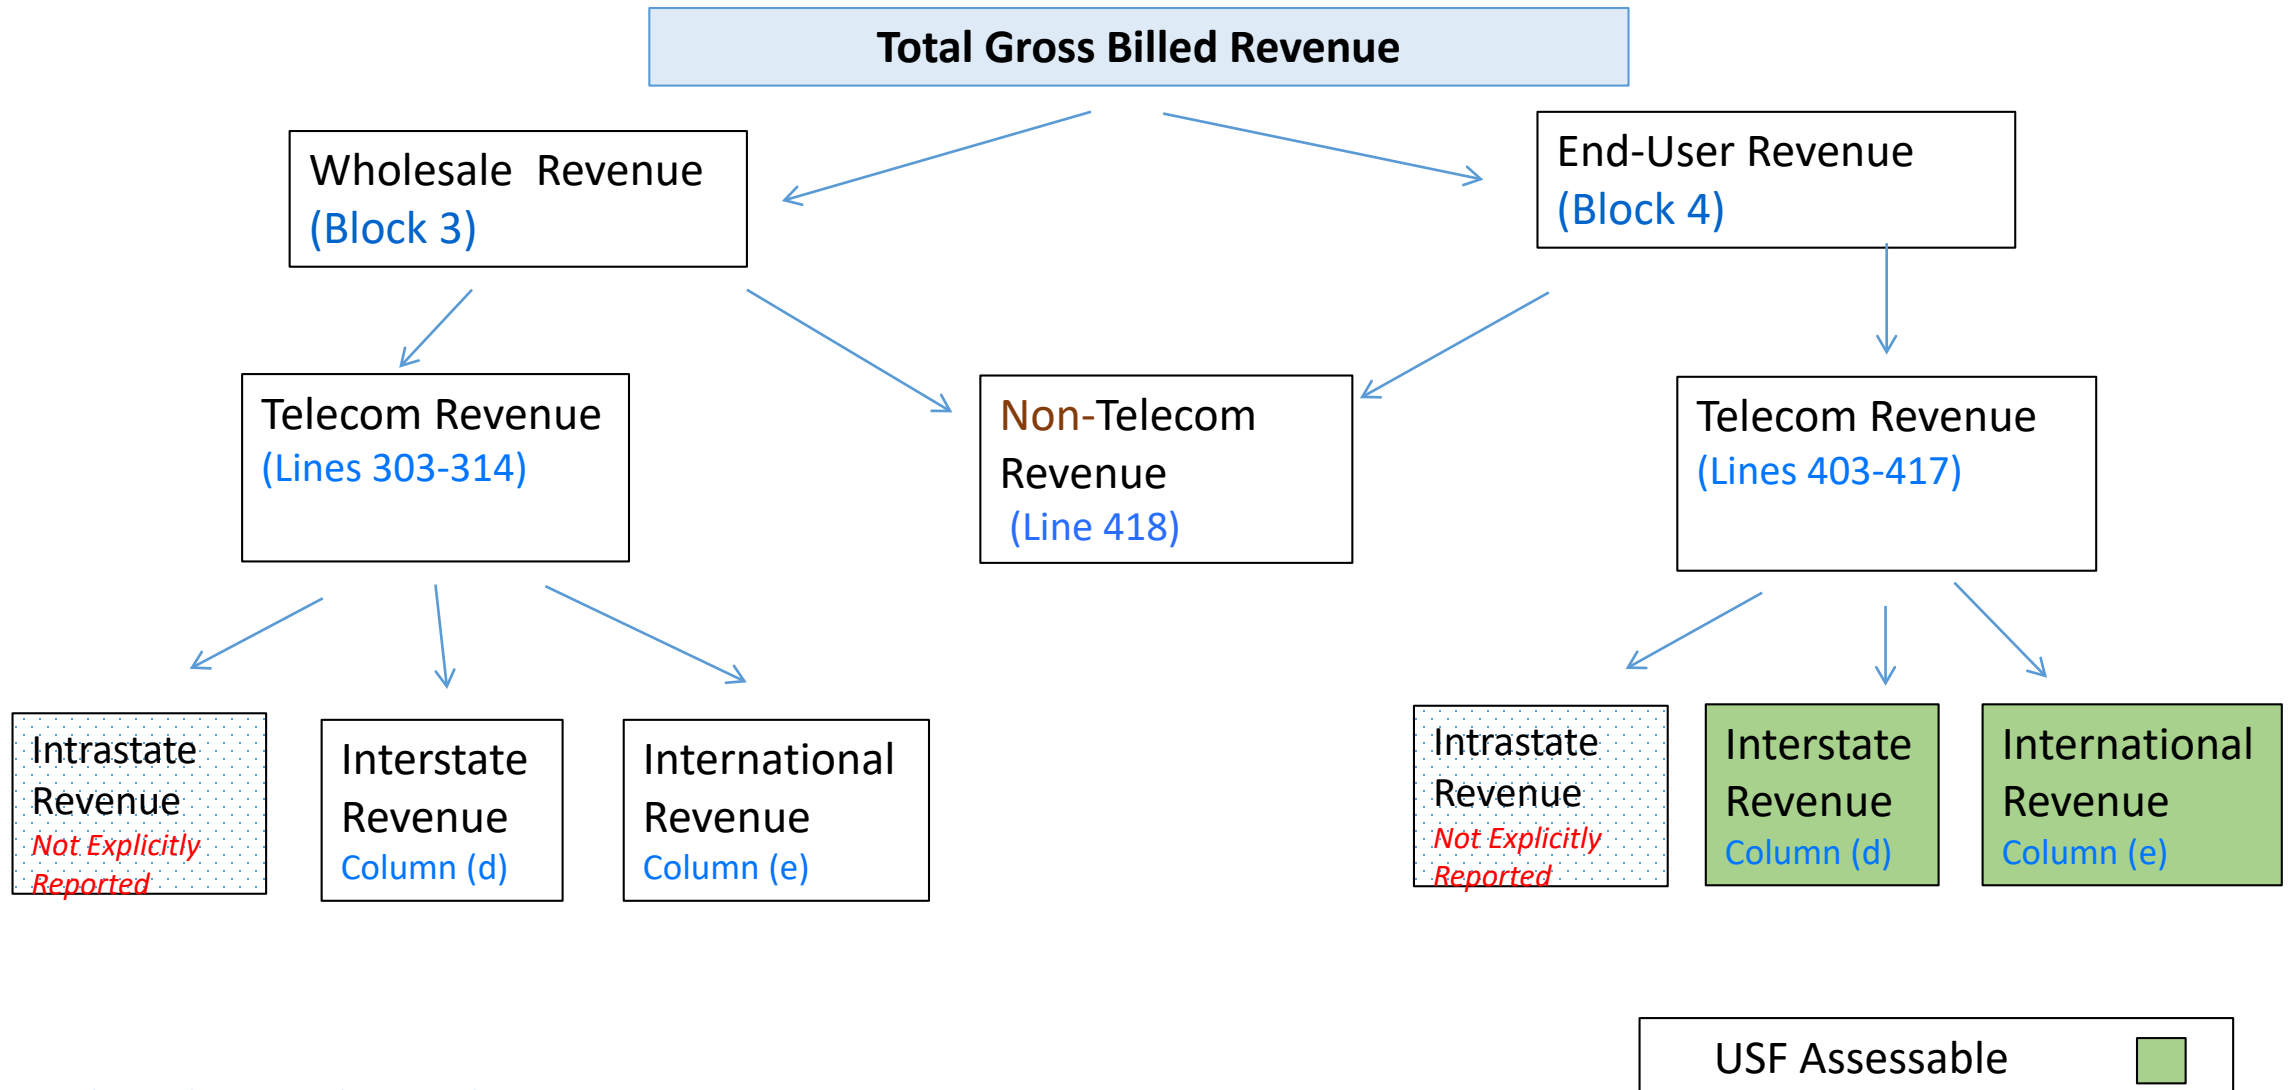 Total Gross Billed Revenue
Wholesale Revenue
(Block 3)
End-User Revenue
(Block 4)
Telecom Revenue
(Lines 303-314)
Non-Telecom
Revenue
(Line 418)
Telecom Revenue
(Lines 403-417)
Intrastate
Revenue
Not Explicitly
Reported
Interstate
Revenue
Column (d)
International
Revenue
Column (e)
Intrastate
Revenue
Not Explicitly
Reported
Interstate
Revenue
Column (d)
International
Revenue
Column (e)
USF Assessable